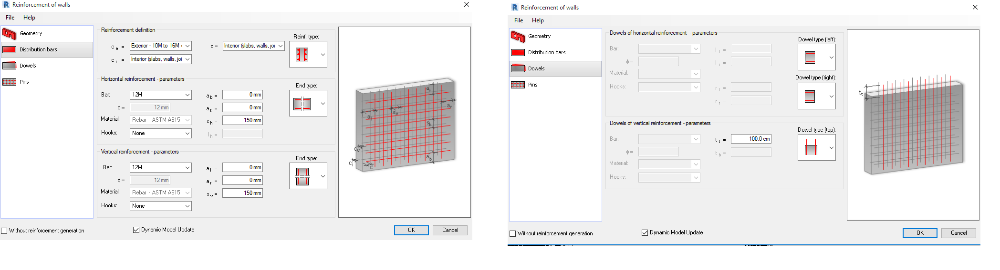 Reinforcement of walls
File Help
Geometry
Distribution bars
Dowels
Pins
Reinforcement definition
c e = Exterior - 10M to 16M <
c = Interior (slabs, walls, joi
c i = Interior (slabs, walls, joi
Reinf. type:
Horizontal reinforcement - parameters
Bar: 12M
ϕ = 12 mm
Material: Rebar - ASTM A615
Hooks: None
a b = 0 mm
a t = 0 mm
s h = 150 mm
l h =
End type:
Vertical reinforcement - parameters
Bar: 12M
ϕ = 12 mm
Material: Rebar - ASTM A615
Hooks: None
a l = 0 mm
a r = 0 mm
s v = 150 mm
End type:
a t
a r
a l
s v
s h
c e
c i
c
a b
Without reinforcement generation
Dynamic Model Update
OK Cancel
Reinforcement of walls
File Help
Geometry
Distribution bars
Dowels
Pins
Dowels of horizontal reinforcement - parameters
Bar:
ϕ =
Material:
Hooks:
l l =
l r =
r l =
r r =
Dowel type (left):
Dowel type (right):
Dowels of vertical reinforcement - parameters
Bar:
ϕ =
Material:
Hooks:
t t = 100.0 cm
t b =
Dowel type (top):
t t
Without reinforcement generation
Dynamic Model Update
OK Cancel